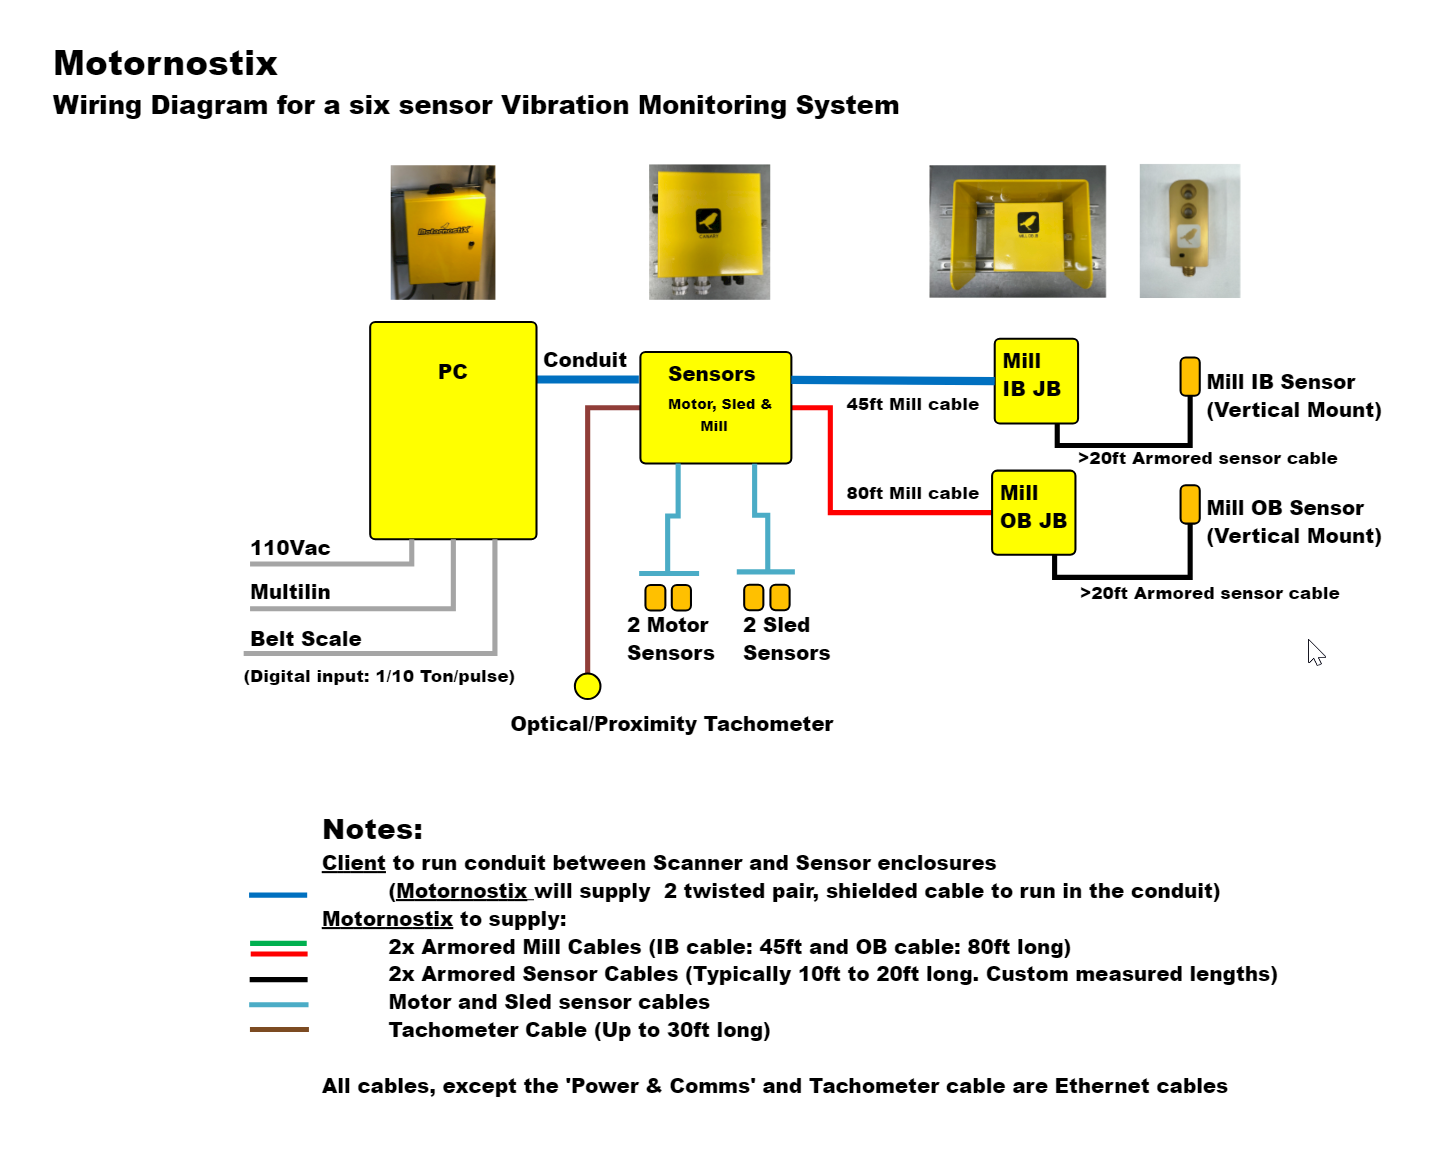 Motornostix
Wiring Diagram for a six sensor Vibration Monitoring System
MotornostiX
CANARY
PC
Conduit
Sensors
Motor, Sled &
Mill
45ft Mill cable
Mill
IB JB
Mill IB Sensor
(Vertical Mount)
>20ft Armored sensor cable
80ft Mill cable
Mill
OB JB
Mill OB Sensor
(Vertical Mount)
>20ft Armored sensor cable
110Vac
Multilin
Belt Scale
(Digital input: 1/10 Ton/pulse)
2 Motor
Sensors
2 Sled
Sensors
Optical/Proximity Tachometer
Notes:
Client to run conduit between Scanner and Sensor enclosures
(Motornostix will supply  2 twisted pair, shielded cable to run in the conduit)
Motornostix to supply:
2x Armored Mill Cables (IB cable: 45ft and OB cable: 80ft long)
2x Armored Sensor Cables (Typically 10ft to 20ft long. Custom measured lengths)
Motor and Sled sensor cables
Tachometer Cable (Up to 30ft long)
All cables, except the 'Power & Comms' and Tachometer cable are Ethernet cables